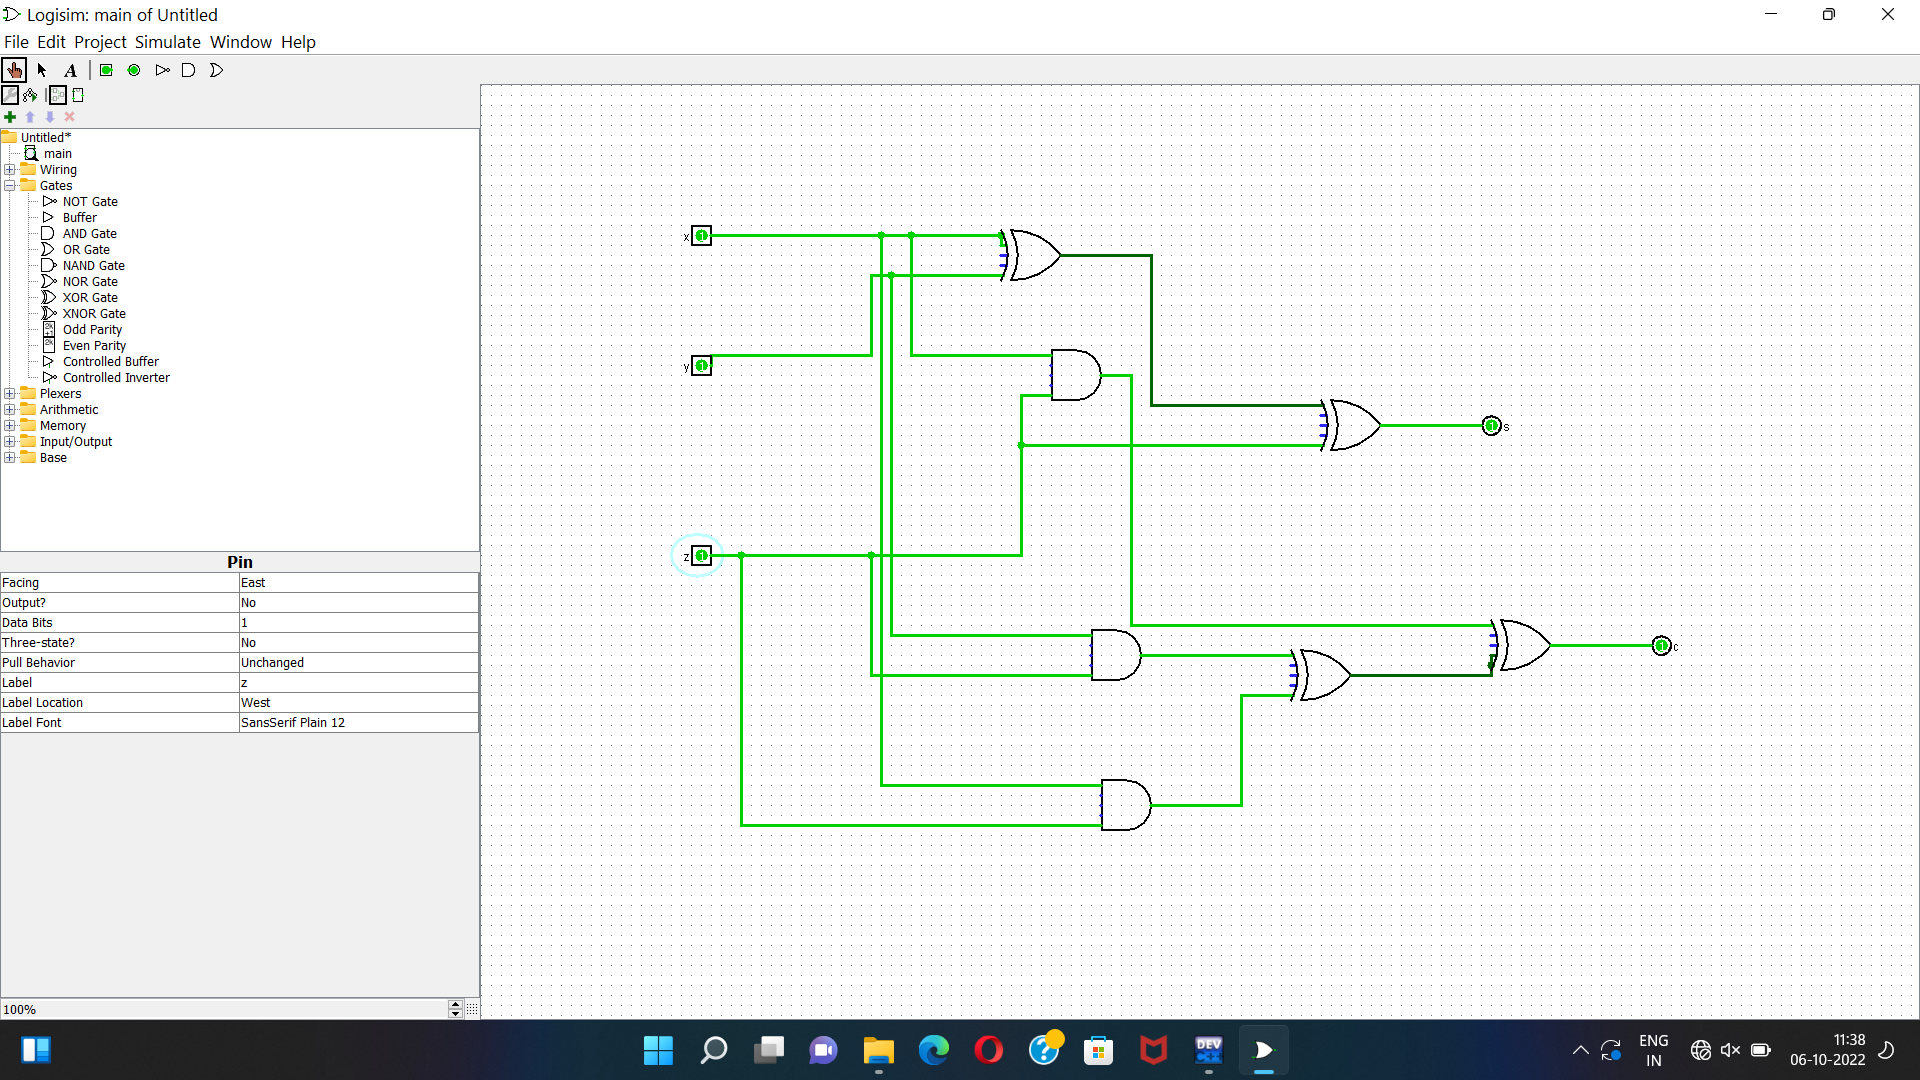 Logisim: main of Untitled
File Edit Project Simulate Window Help
A
Untitled*
main
Wiring
Gates
NOT Gate
Buffer
AND Gate
OR Gate
NAND Gate
NOR Gate
XOR Gate
XNOR Gate
Odd Parity
Even Parity
Controlled Buffer
Controlled Inverter
Plexers
Arithmetic
Memory
Input/Output
Base
Pin
Facing East
Output? No
Data Bits 1
Three-state? No
Pull Behavior Unchanged
Label z
Label Location West
Label Font SansSerif Plain 12
100%
x 1
y 1
z 1
1 s
1 c
DEV
C++
ENG
IN
11:38
06-10-2022